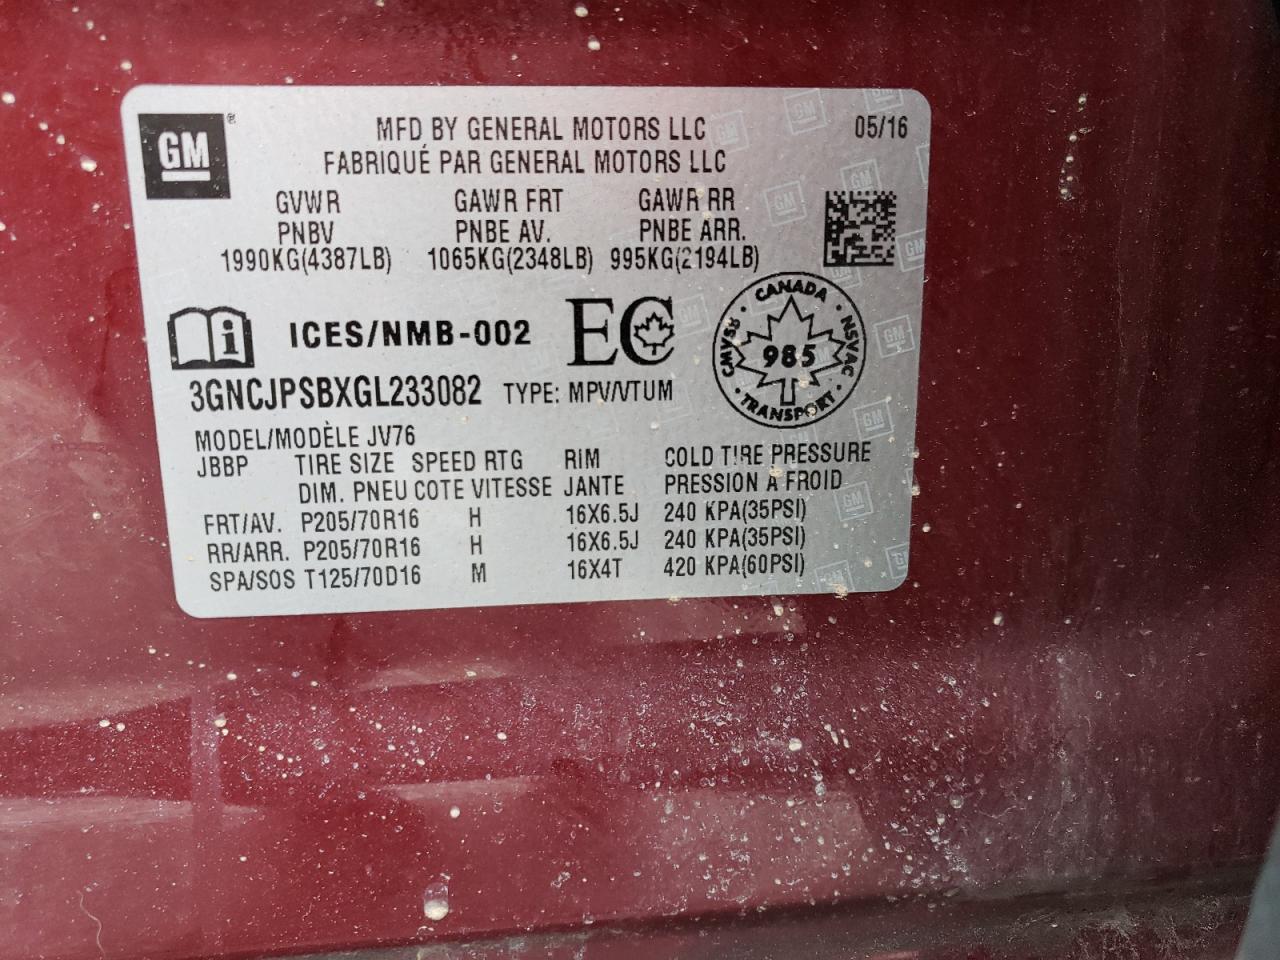 GM® MFD BY GENERAL MOTORS LLC 05/16
FABRIQUÉ PAR GENERAL MOTORS LLC
GVWR GAWR FRT GAWR RR
PNBV PNBE AV. PNBE ARR.
1990KG(4387LB) 1065KG(2348LB) 995KG(2194LB)
i ICES/NMB-002 EC
CANADA CMVSR NSVAC 985 TRANSPORT
3GNCJPSBXGL233082 TYPE: MPV/VTUM
MODEL/MODÈLE JV76
JBBP TIRE SIZE SPEED RTG RIM COLD TIRE PRESSURE
DIM. PNEU COTE VITESSE JANTE PRESSION A FROID
FRT/AV. P205/70R16 H 16X6.5J 240 KPA(35PSI)
RR/ARR. P205/70R16 H 16X6.5J 240 KPA(35PSI)
SPA/SOS T125/70D16 M 16X4T 420 KPA(60PSI)